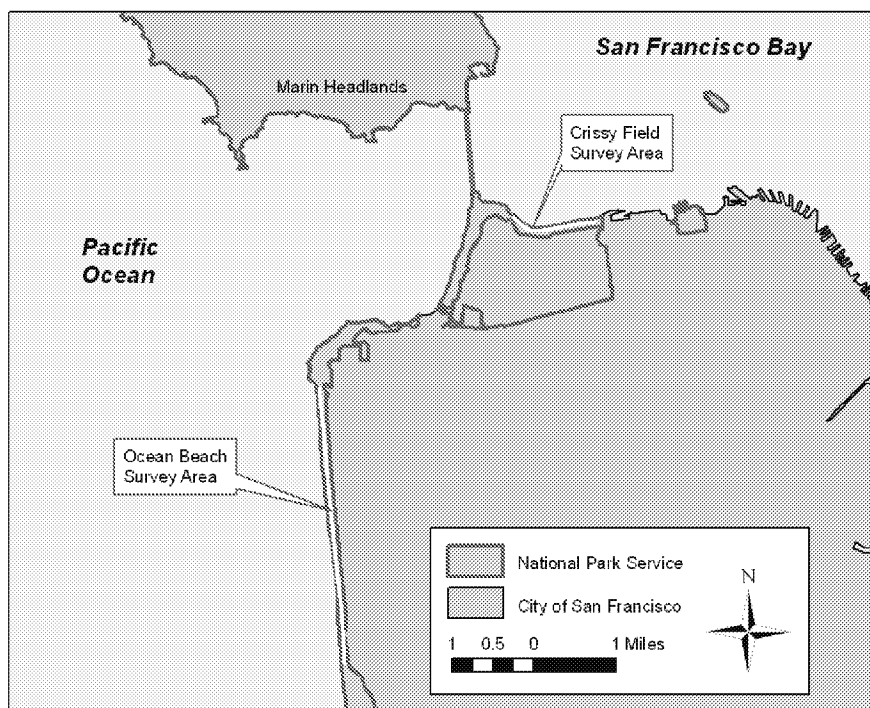 San Francisco Bay
Marin Headlands
Crissy Field
Survey Area
Pacific
Ocean
Ocean Beach
Survey Area
National Park Service
City of San Francisco
N
1 0.5 0 1 Miles